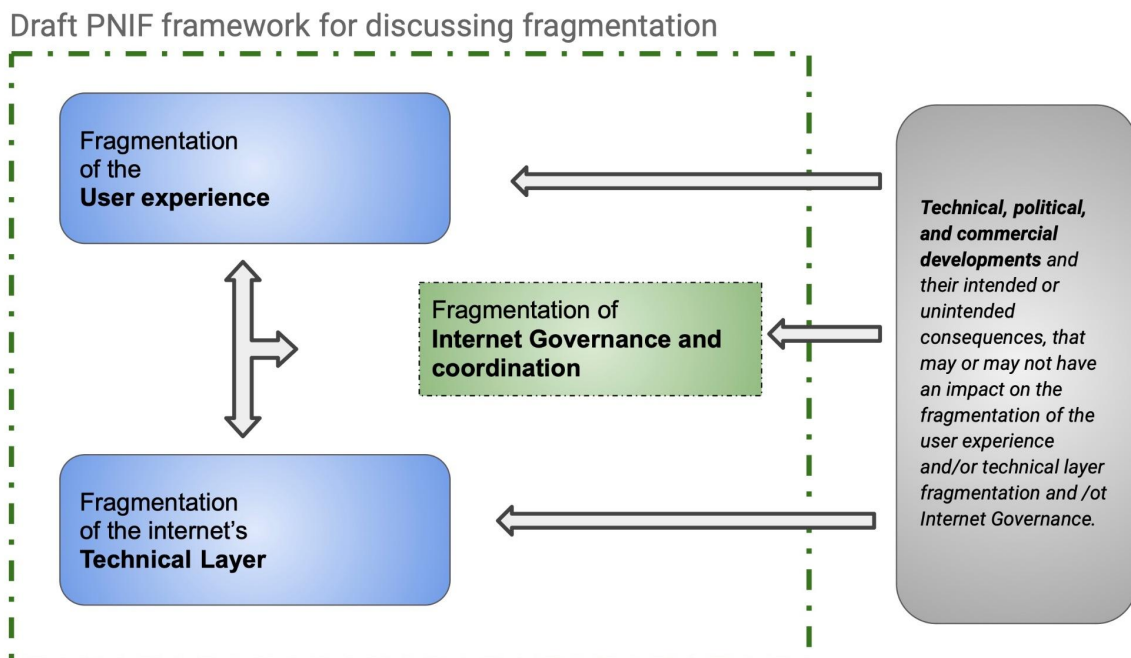 Draft PNIF framework for discussing fragmentation
Fragmentation
of the
User experience
Fragmentation of
Internet Governance and
coordination
Fragmentation
of the internet's
Technical Layer
Technical, political,
and commercial
developments and
their intended or
unintended
consequences, that
may or may not have
an impact on the
fragmentation of the
user experience
and/or technical layer
fragmentation and /ot
Internet Governance.